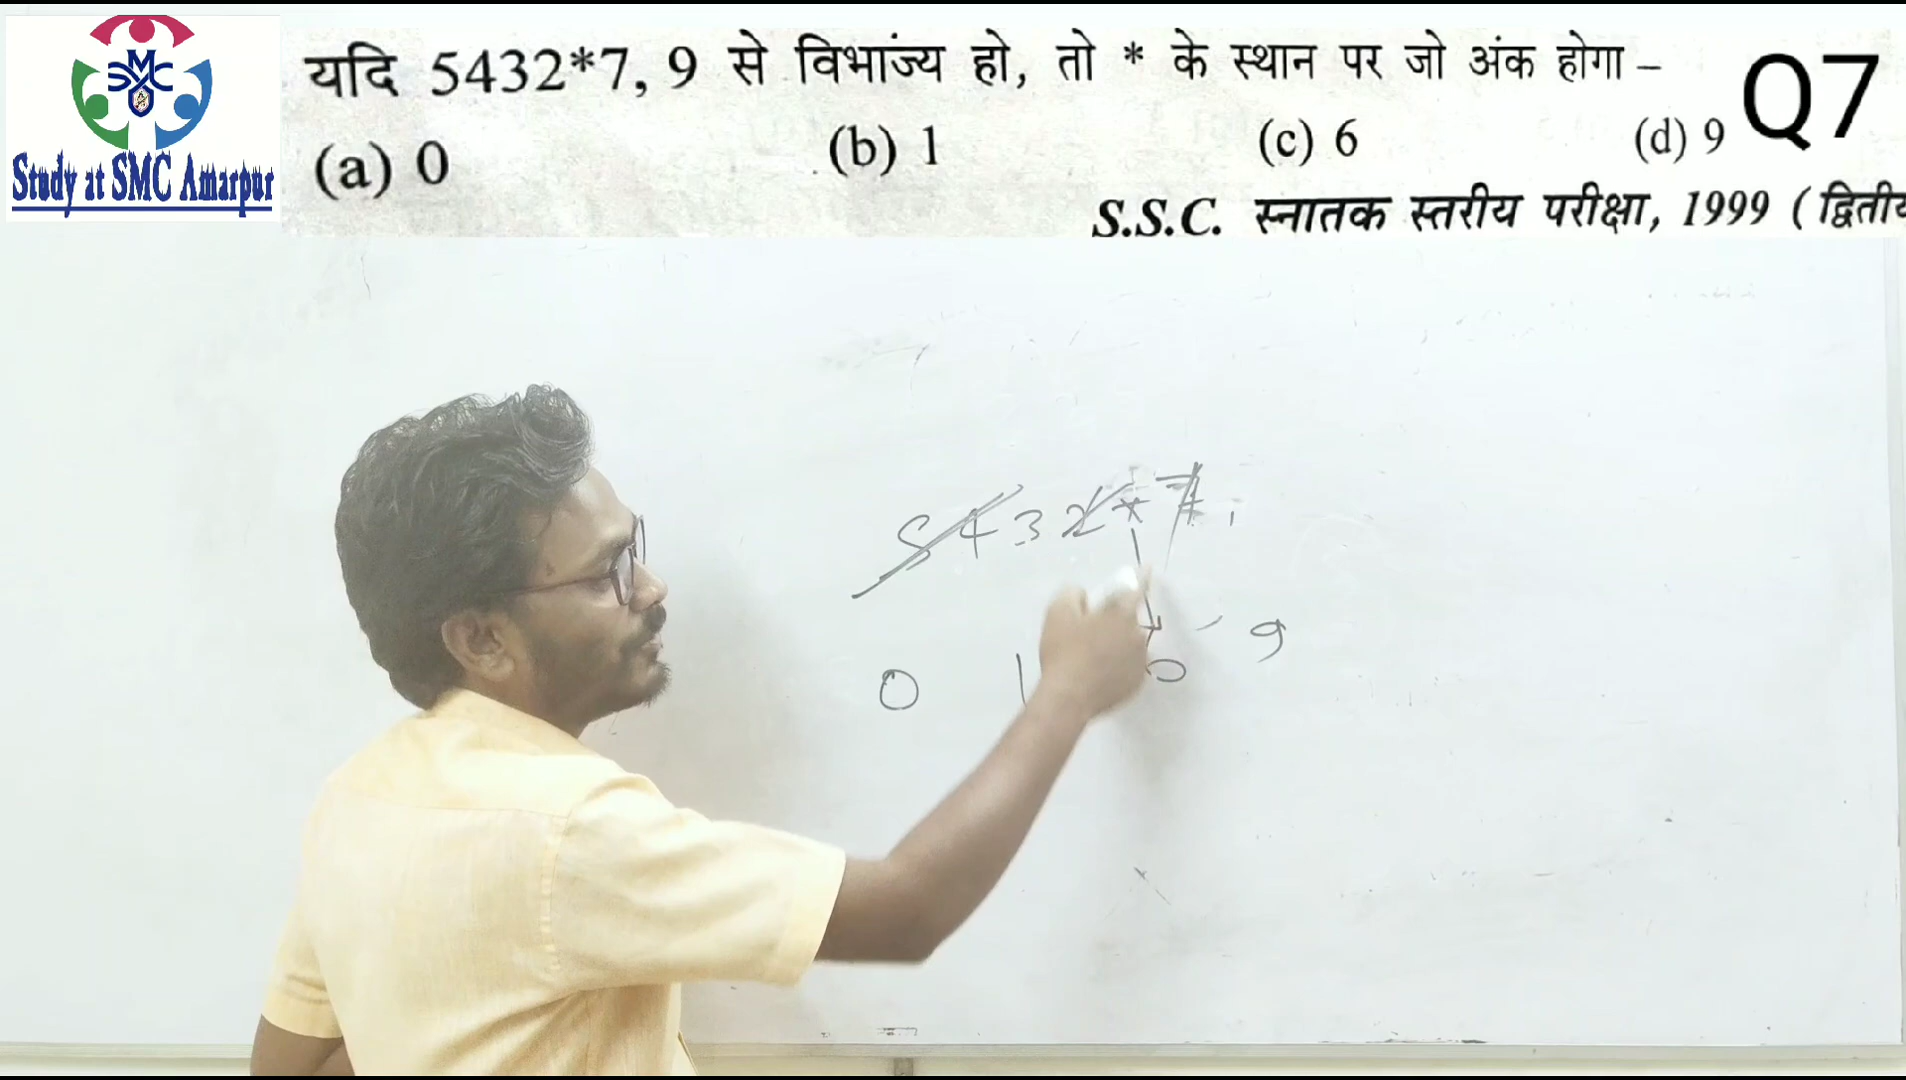 SMC
Study at SMC Amarpur
यदि 5432*7, 9 से विभाज्य हो, तो * के स्थान पर जो अंक होगा –
Q7
(a) 0 (b) 1 (c) 6 (d) 9
S.S.C. स्नातक स्तरीय परीक्षा, 1999 (द्वितीय
5432*7,
9
0 1